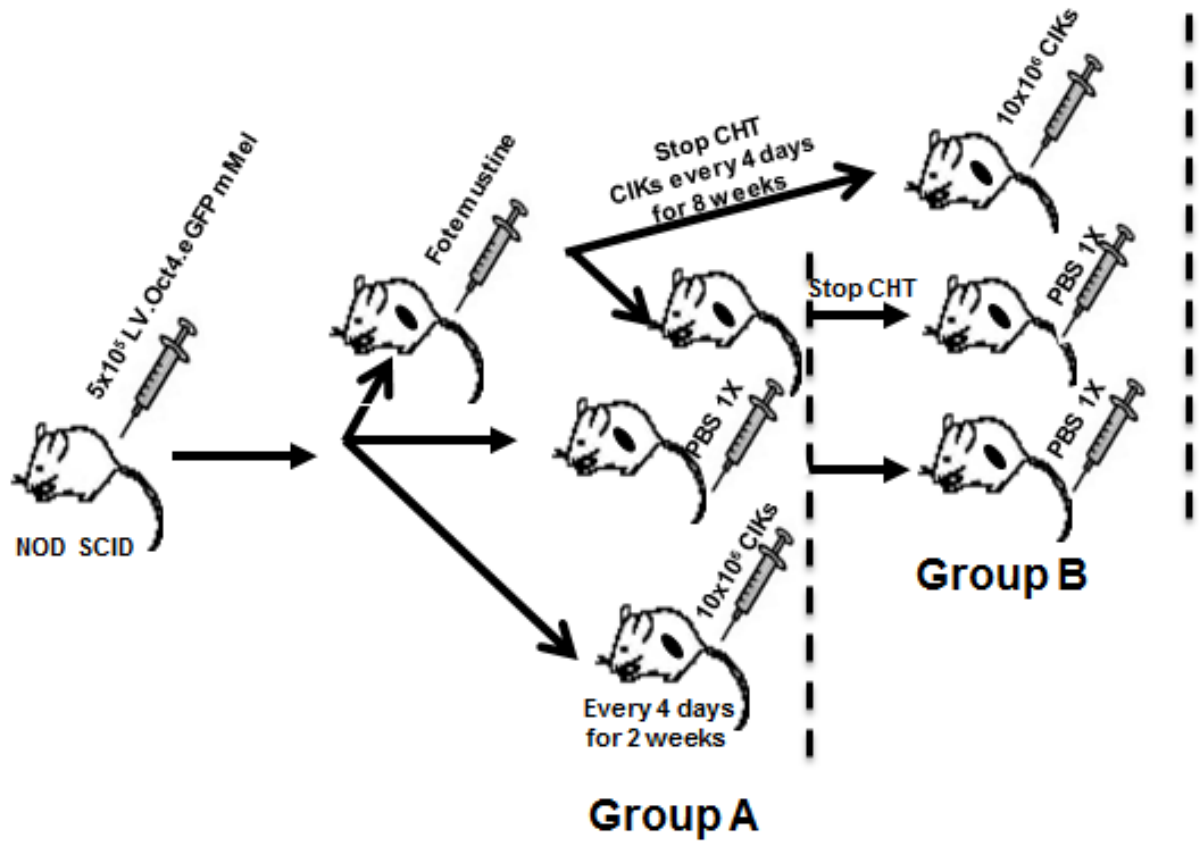 5x10⁵ LV.Oct4.eGFP mMel
NOD SCID
Fotemustine
Stop CHT
CIKs every 4 days
for 8 weeks
10x10⁶ CIKs
Stop CHT
PBS 1X
PBS 1X
PBS 1X
10x10⁶ CIKs
Every 4 days
for 2 weeks
Group B
Group A